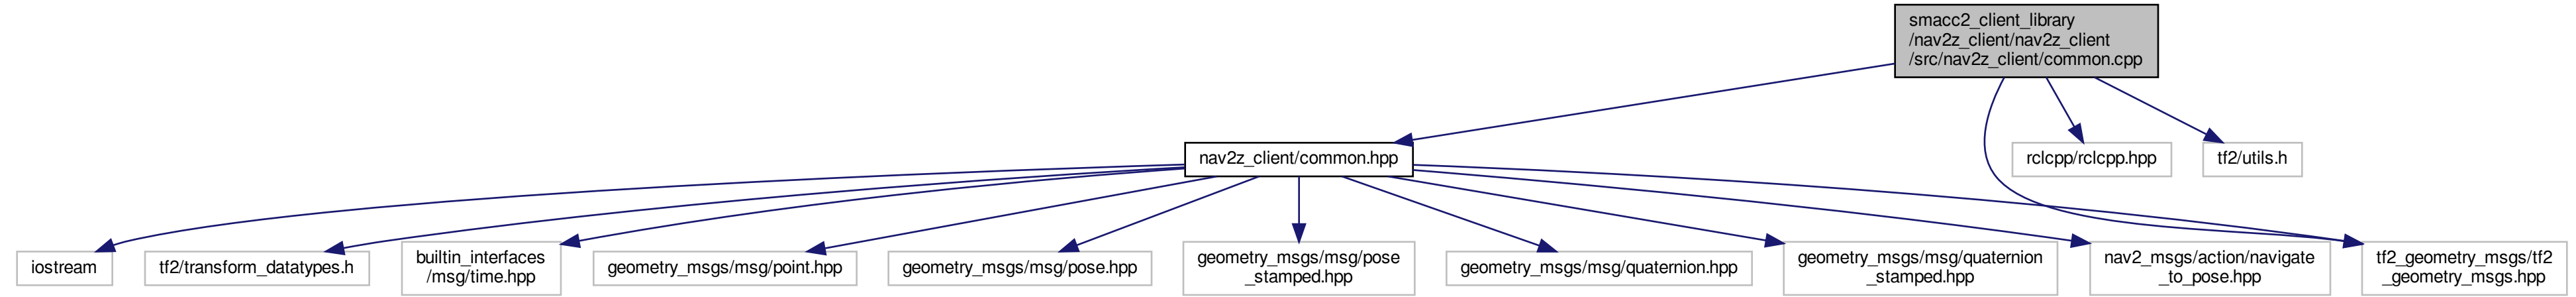 smacc2_client_library
/nav2z_client/nav2z_client
/src/nav2z_client/common.cpp
nav2z_client/common.hpp
rclcpp/rclcpp.hpp
tf2/utils.h
iostream
tf2/transform_datatypes.h
builtin_interfaces
/msg/time.hpp
geometry_msgs/msg/point.hpp
geometry_msgs/msg/pose.hpp
geometry_msgs/msg/pose
_stamped.hpp
geometry_msgs/msg/quaternion.hpp
geometry_msgs/msg/quaternion
_stamped.hpp
nav2_msgs/action/navigate
_to_pose.hpp
tf2_geometry_msgs/tf2
_geometry_msgs.hpp